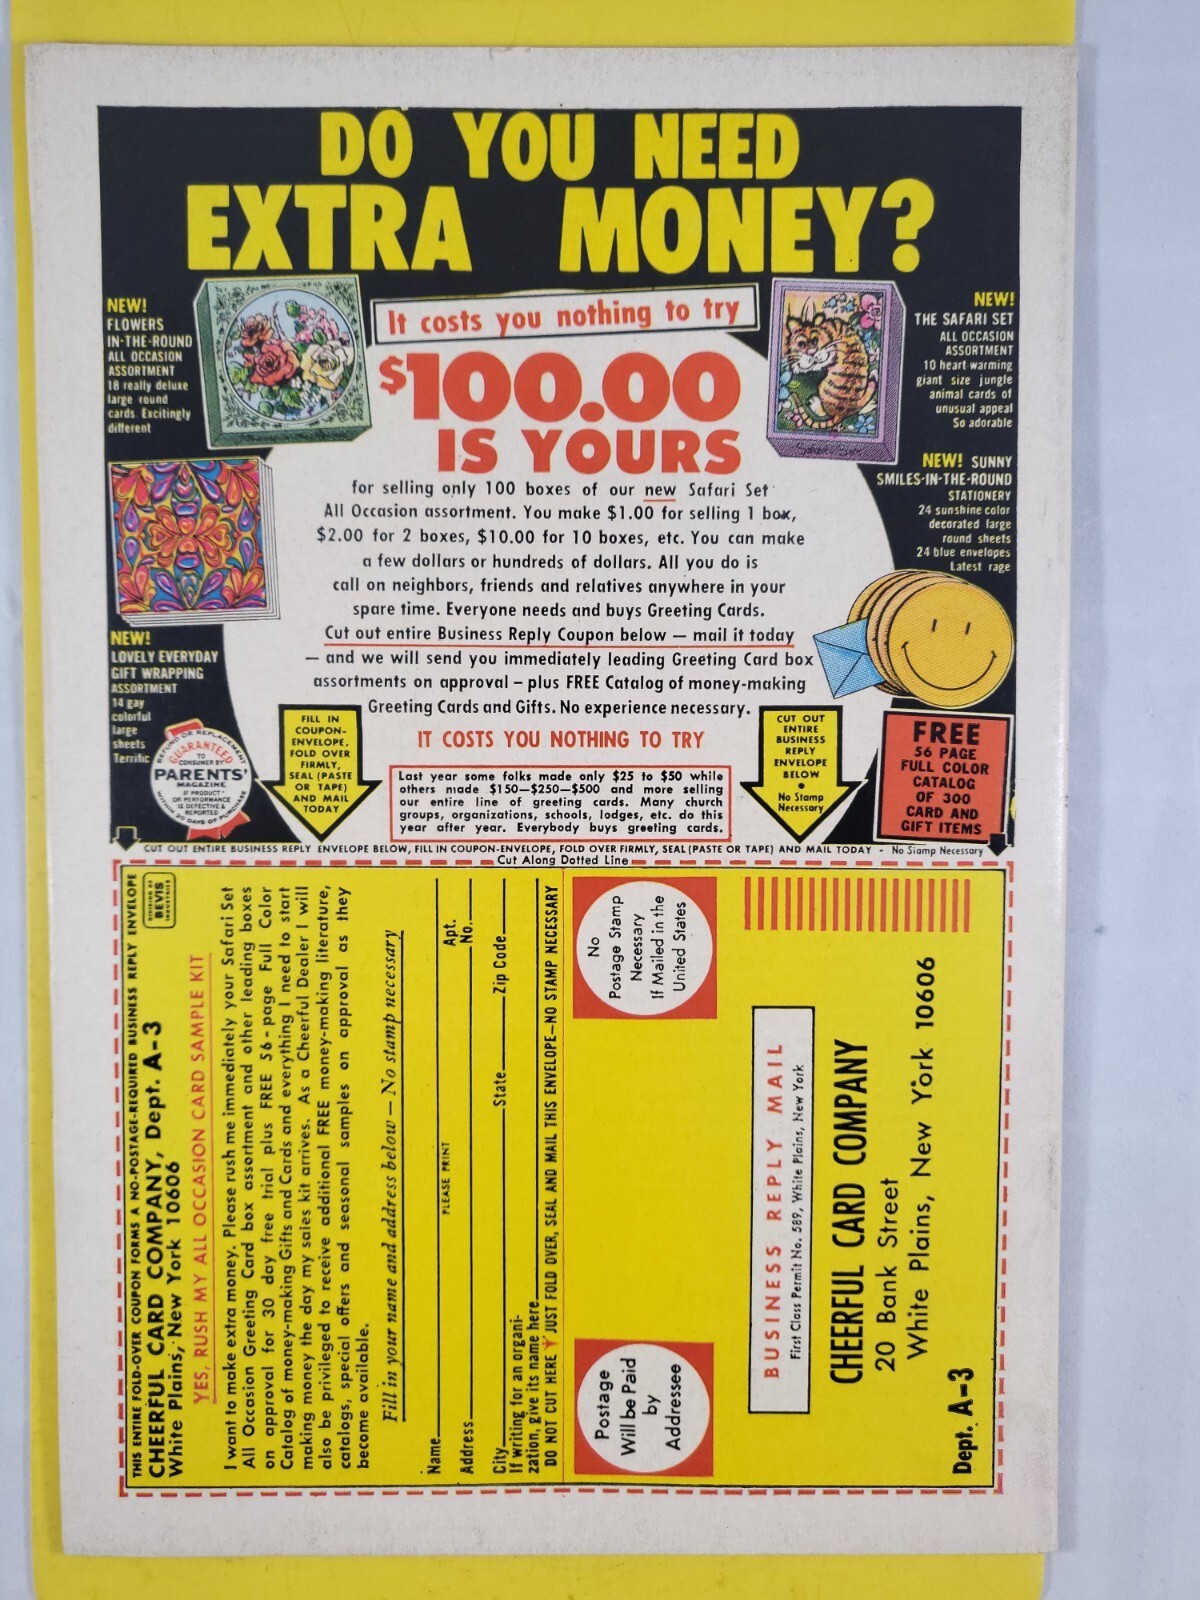 DO YOU NEED
EXTRA MONEY?
It costs you nothing to try
$100.00
IS YOURS
for selling only 100 boxes of our new Safari Set
All Occasion assortment. You make $1.00 for selling 1 box,
$2.00 for 2 boxes, $10.00 for 10 boxes, etc. You can make
a few dollars or hundreds of dollars. All you do is
call on neighbors, friends and relatives anywhere in your
spare time. Everyone needs and buys Greeting Cards.
Cut out entire Business Reply Coupon below — mail it today
— and we will send you immediately leading Greeting Card box
assortments on approval — plus FREE Catalog of money-making
Greeting Cards and Gifts. No experience necessary.
IT COSTS YOU NOTHING TO TRY
Last year some folks made only $25 to $50 while
others made $150—$250—$500 and more selling
our entire line of greeting cards. Many church
groups, organizations, schools, lodges, etc. do this
year after year. Everybody buys greeting cards.
NEW!
FLOWERS
IN-THE-ROUND
ALL OCCASION
ASSORTMENT
18 really deluxe
large round
cards. Excitingly
different
NEW!
LOVELY EVERYDAY
GIFT WRAPPING
ASSORTMENT
14 gay
colorful
large
sheets
Terrific
REFUND OR REPLACEMENT
GUARANTEED
TO
CONSUMER BY
PARENTS'
MAGAZINE
IF PRODUCT
OR PERFORMANCE
IS DEFECTIVE &
REPORTED
WITHIN 30 DAYS OF PURCHASE
NEW!
THE SAFARI SET
ALL OCCASION
ASSORTMENT
10 heart-warming
giant size jungle
animal cards of
unusual appeal
So adorable
Safari Set
NEW! SUNNY
SMILES-IN-THE-ROUND
STATIONERY
24 sunshine color
decorated large
round sheets
24 blue envelopes
Latest rage
FILL IN
COUPON-
ENVELOPE,
FOLD OVER
FIRMLY,
SEAL (PASTE
OR TAPE)
AND MAIL
TODAY
CUT OUT
ENTIRE
BUSINESS
REPLY
ENVELOPE
BELOW
•
No Stamp
Necessary
FREE
56 PAGE
FULL COLOR
CATALOG
OF 300
CARD AND
GIFT ITEMS
CUT OUT ENTIRE BUSINESS REPLY ENVELOPE BELOW, FILL IN COUPON-ENVELOPE, FOLD OVER FIRMLY, SEAL (PASTE OR TAPE) AND MAIL TODAY - No Stamp Necessary
Cut Along Dotted Line
THIS ENTIRE FOLD-OVER COUPON FORMS A NO-POSTAGE-REQUIRED BUSINESS REPLY ENVELOPE
CHEERFUL CARD COMPANY, Dept. A-3
White Plains, New York 10606
DIVISION OF
BEVIS
INDUSTRIES
YES, RUSH MY ALL OCCASION CARD SAMPLE KIT
I want to make extra money. Please rush me immediately your Safari Set
All Occasion Greeting Card box assortment and other leading boxes
on approval for 30 day free trial plus FREE 56-page Full Color
Catalog of money-making Gifts and Cards and everything I need to start
making money the day my sales kit arrives. As a Cheerful Dealer I will
also be privileged to receive additional FREE money-making literature,
catalogs, special offers and seasonal samples on approval as they
become available.
Fill in your name and address below — No stamp necessary
Name
PLEASE PRINT
Address
Apt.
No.
City
State
Zip Code
If writing for an organi-
zation, give its name here
DO NOT CUT HERE JUST FOLD OVER, SEAL AND MAIL THIS ENVELOPE—NO STAMP NECESSARY
Postage
Will be Paid
by
Addressee
No
Postage Stamp
Necessary
If Mailed in the
United States
BUSINESS REPLY MAIL
First Class Permit No. 589, White Plains, New York
CHEERFUL CARD COMPANY
20 Bank Street
White Plains, New York 10606
Dept. A-3